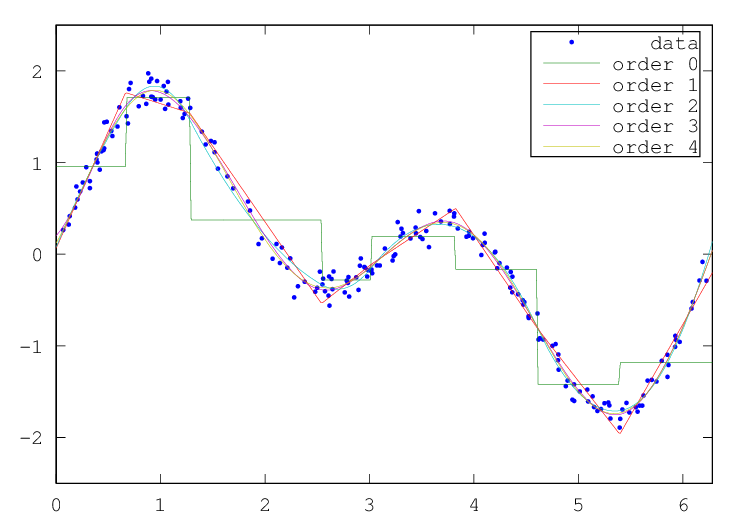 data
order 0
order 1
order 2
order 3
order 4
2
1
0
-1
-2
0 1 2 3 4 5 6